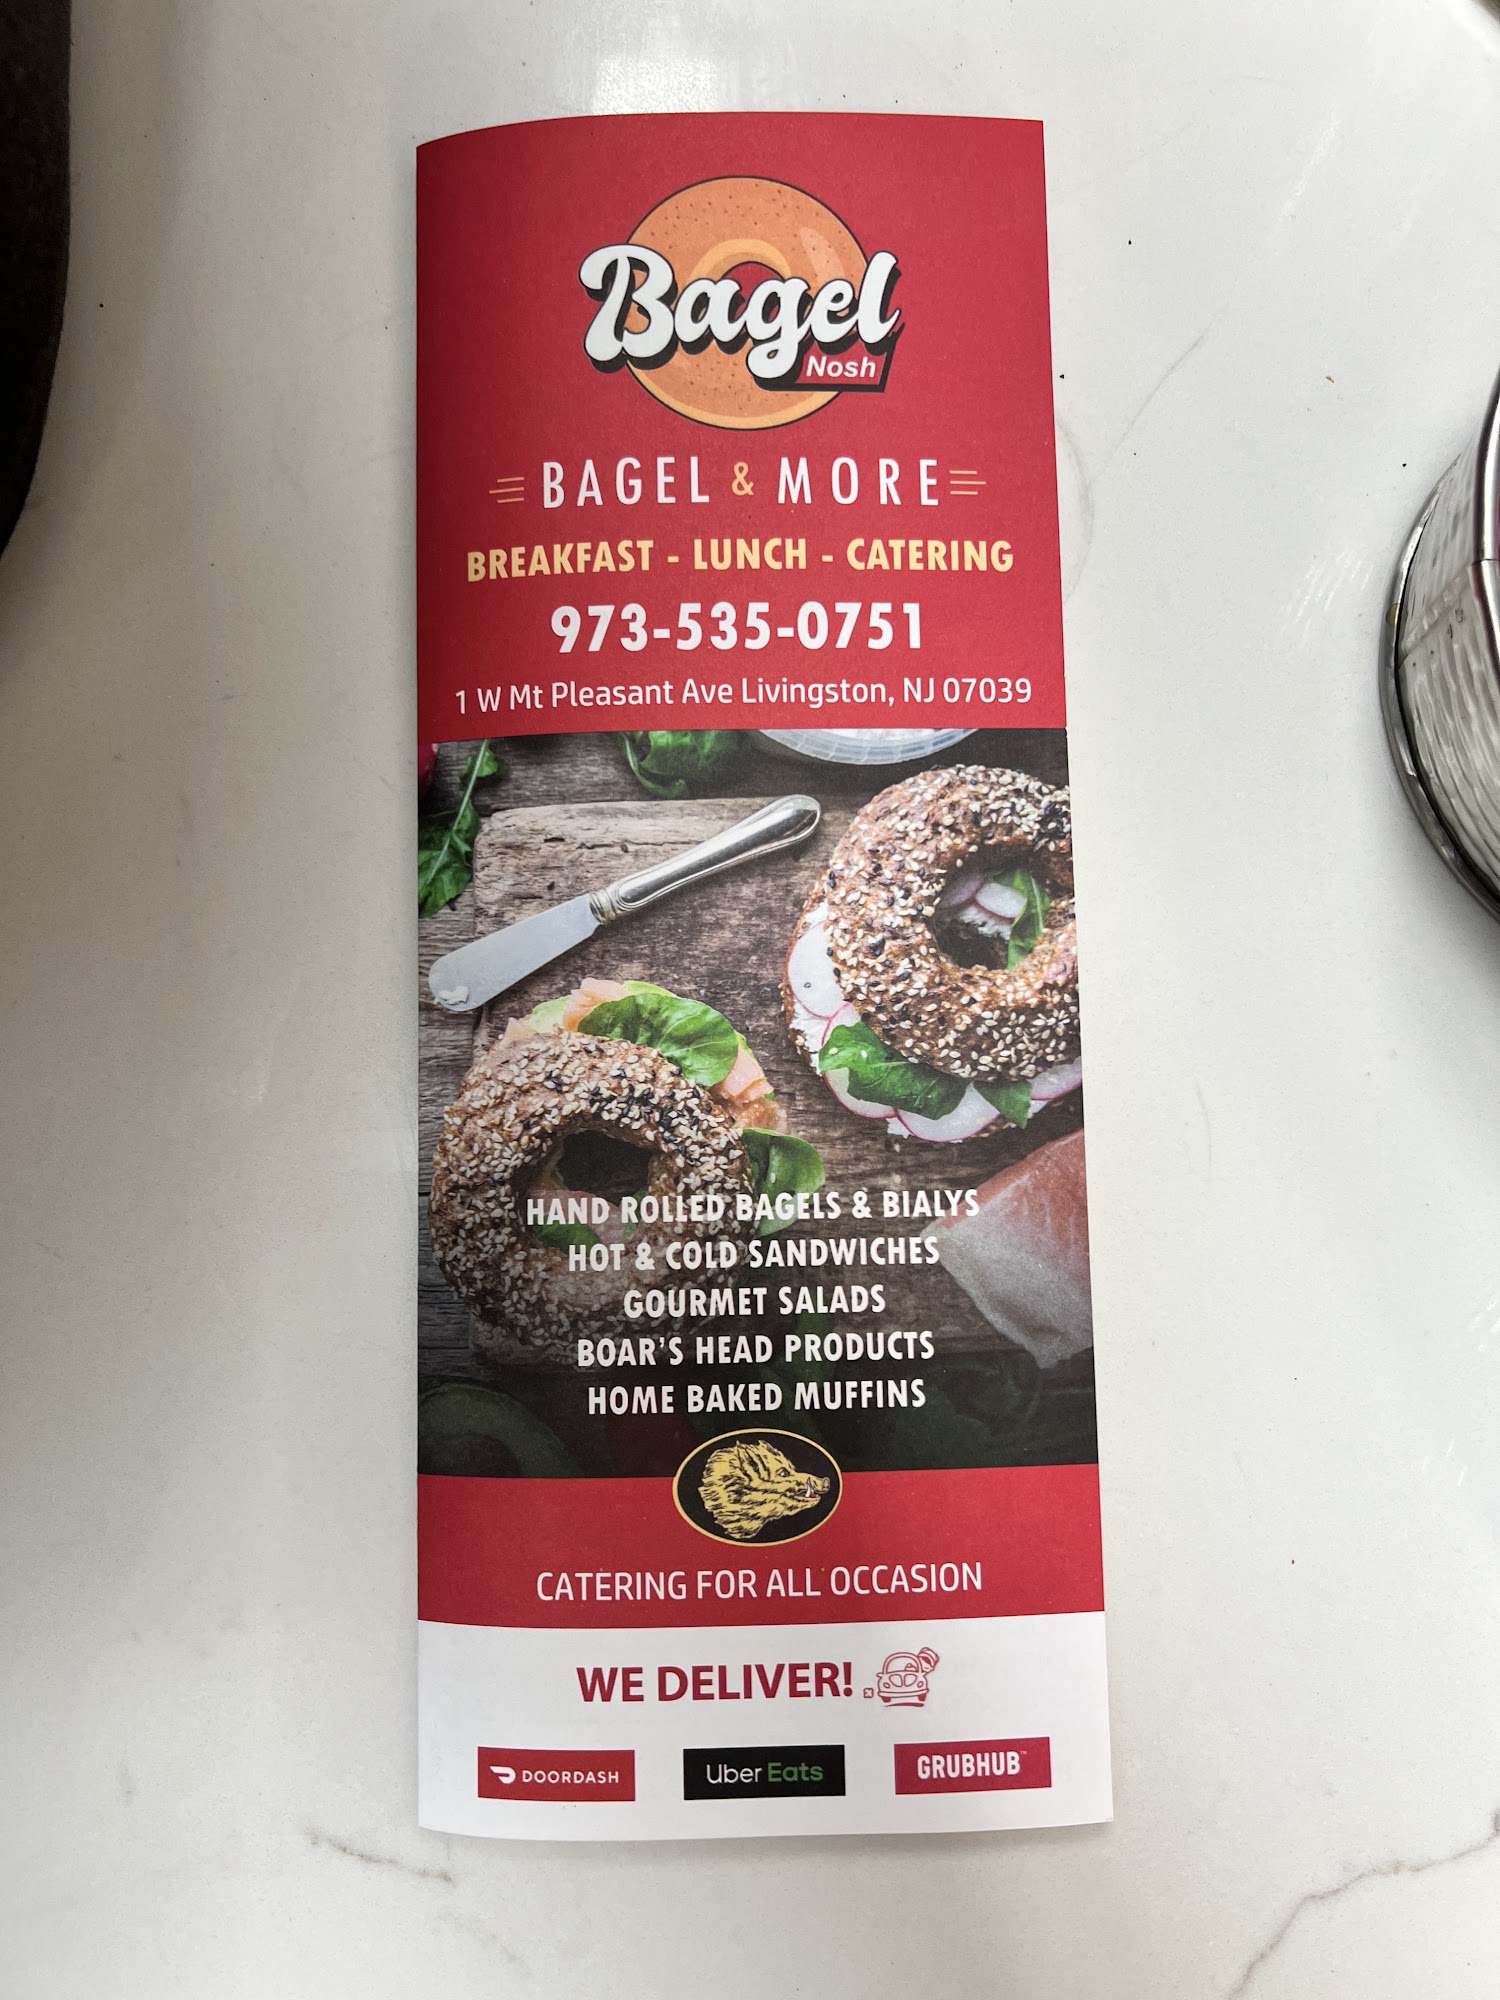 Bagel
Nosh
BAGEL & MORE
BREAKFAST - LUNCH - CATERING
973-535-0751
1 W Mt Pleasant Ave Livingston, NJ 07039
HAND ROLLED BAGELS & BIALYS
HOT & COLD SANDWICHES
GOURMET SALADS
BOAR'S HEAD PRODUCTS
HOME BAKED MUFFINS
CATERING FOR ALL OCCASION
WE DELIVER!
DOORDASH
Uber Eats
GRUBHUB™